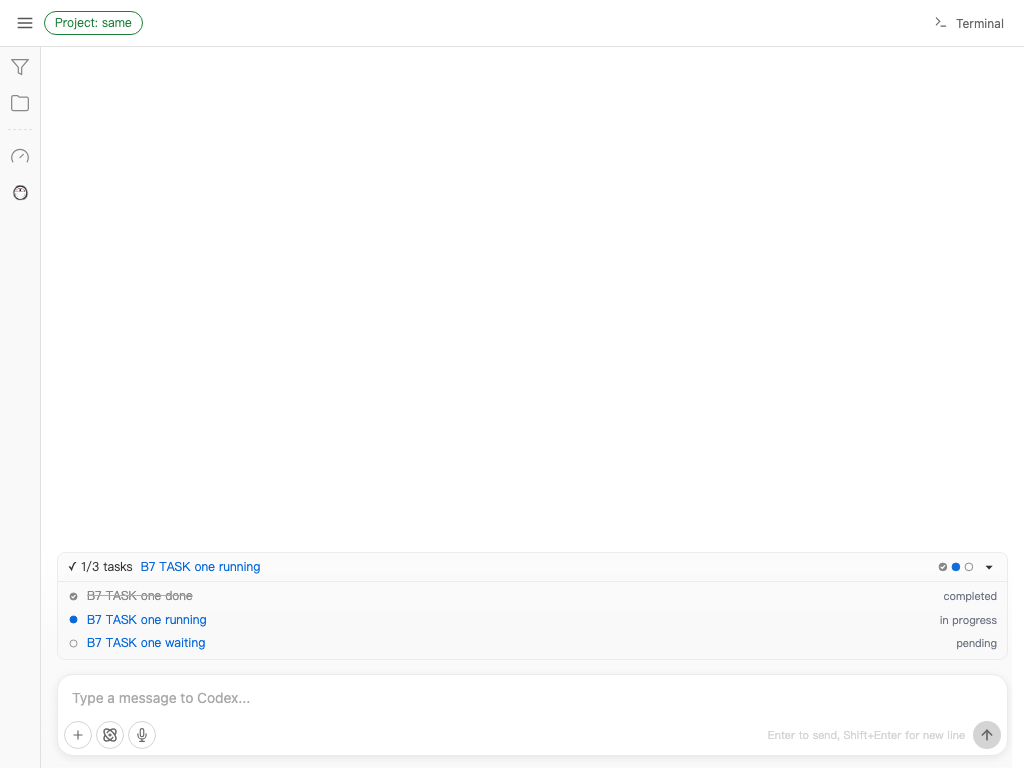 Project: same
Terminal
✓ 1/3 tasks B7 TASK one running
B7 TASK one done completed
B7 TASK one running in progress
B7 TASK one waiting pending
Type a message to Codex...
Enter to send, Shift+Enter for new line